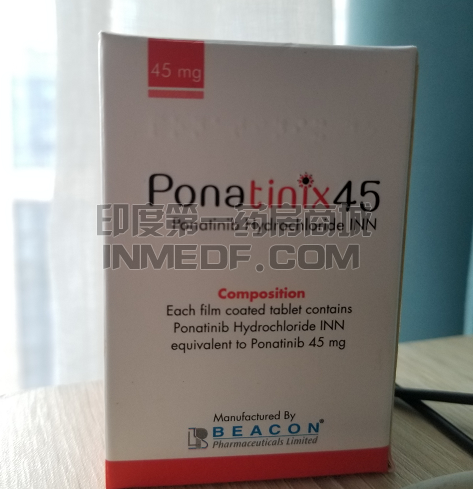 45 mg
Ponatinix45
Ponatinib Hydrochloride INN
印度第一药房商城
INMEDF.COM
Composition
Each film coated tablet contains
Ponatinib Hydrochloride INN
equivalent to Ponatinib 45 mg
Manufactured By
BEACON®
Pharmaceuticals Limited